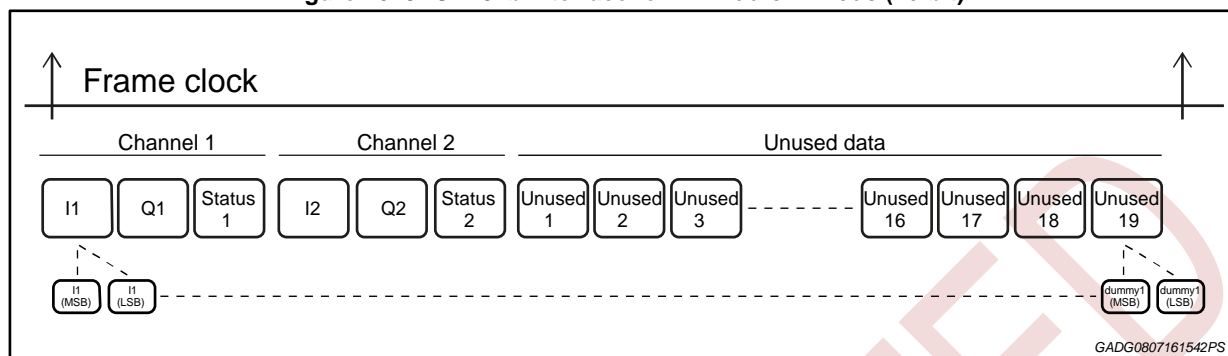 Frame clock
Channel 1 Channel 2 Unused data
I1 Q1 Status 1 I2 Q2 Status 2 Unused 1 Unused 2 Unused 3 Unused 16 Unused 17 Unused 18 Unused 19
I1 (MSB) I1 (LSB) dummy1 (MSB) dummy1 (LSB)
GADG0807161542PS